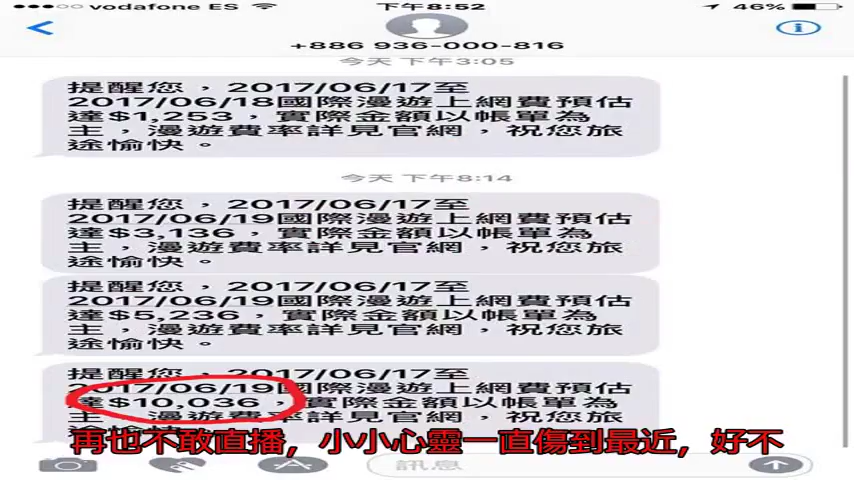 vodafone ES
下午8:52
46%
+886 936-000-816
今天 下午3:05
提醒您，2017/06/17至
2017/06/18國際漫遊上網費預估
達$1,253，實際金額以帳單為
主，漫遊費率詳見官網，祝您旅
途愉快。
今天 下午8:14
提醒您，2017/06/17至
2017/06/19國際漫遊上網費預估
達$3,136，實際金額以帳單為
主，漫遊費率詳見官網，祝您旅
途愉快。
提醒您，2017/06/17至
2017/06/19國際漫遊上網費預估
達$5,236，實際金額以帳單為
主，漫遊費率詳見官網，祝您旅
途愉快。
提醒您，2017/06/17至
2017/06/19國際漫遊上網費預估
達$10,036，實際金額以帳單為
主，漫遊費率詳見官網，祝您旅
再也不敢直播，小小心靈一直傷到最近，好不
訊息